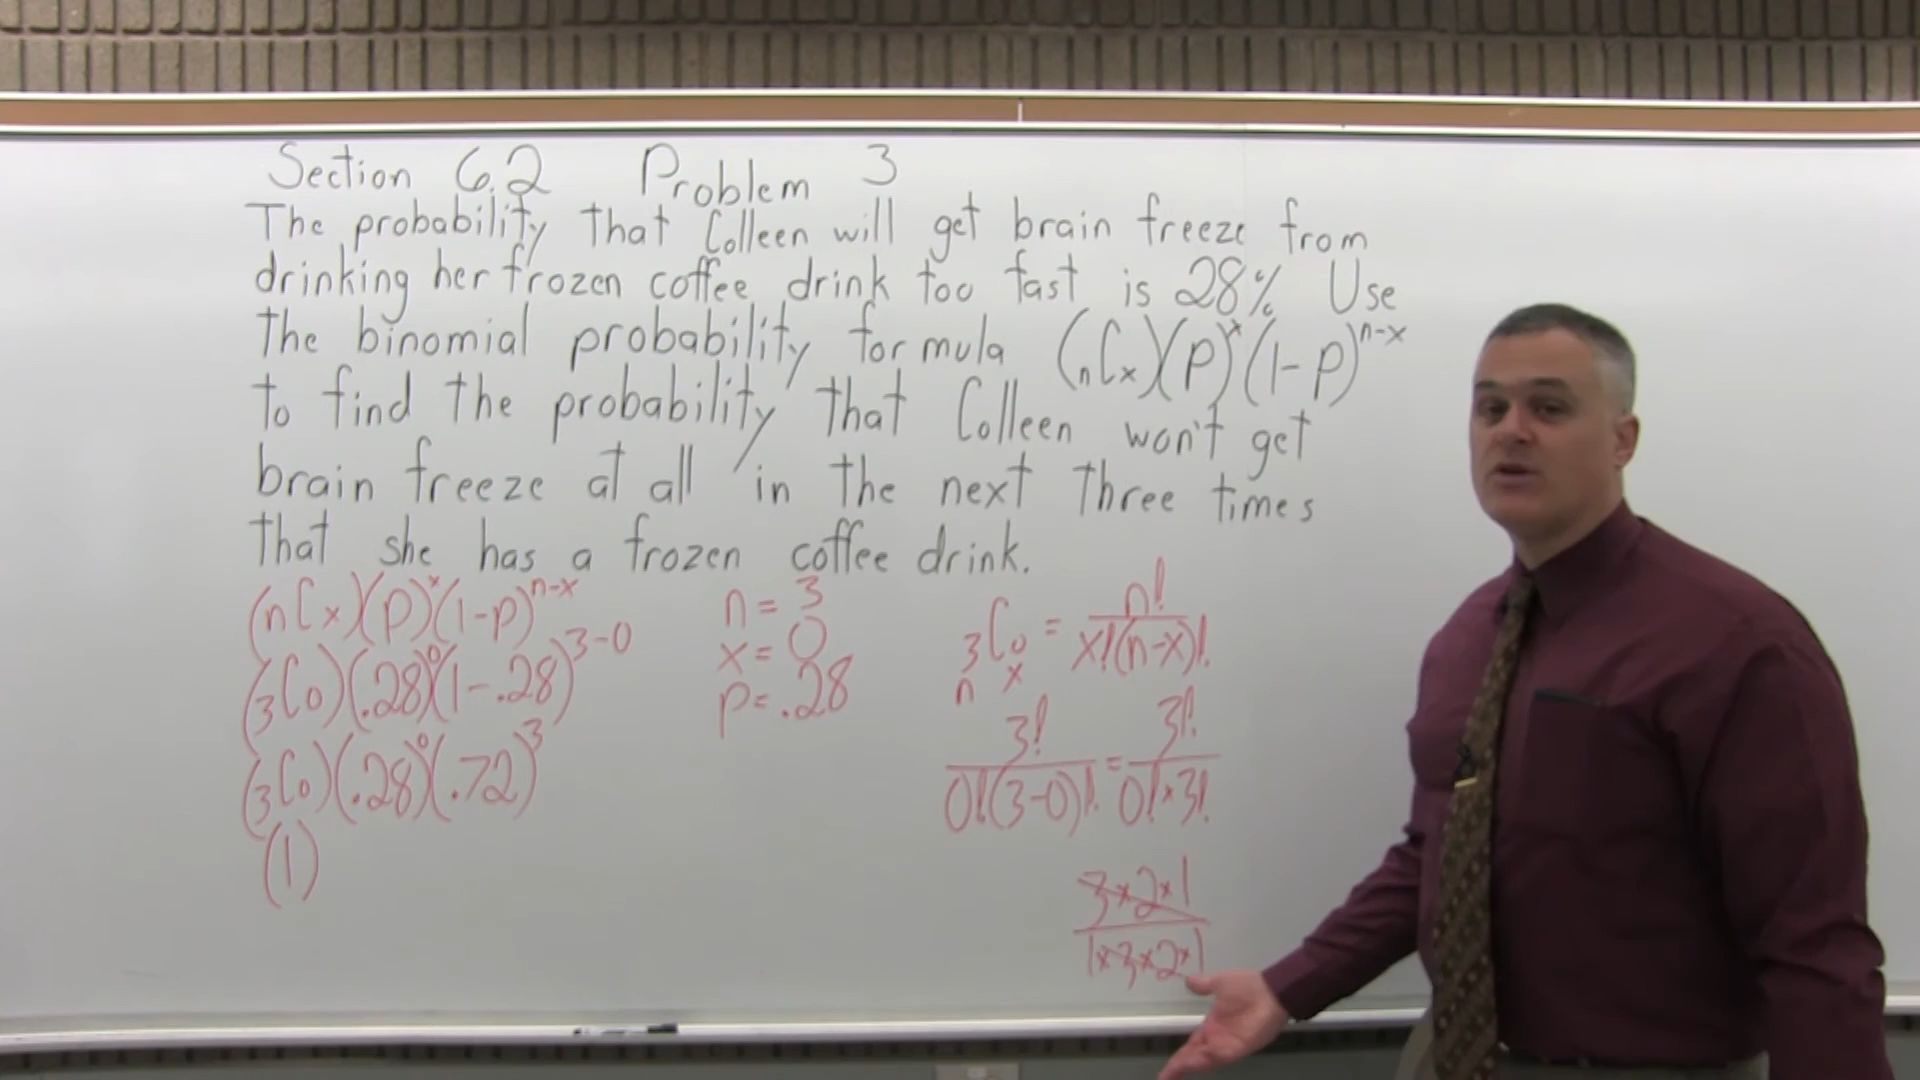 Section 6.2 Problem 3
The probability that Colleen will get brain freeze from
drinking her frozen coffee drink too fast is 28% Use
the binomial probability formula (nCx)(p)^x(1-p)^n-x
to find the probability that Colleen won't get
brain freeze at all in the next three times
that she has a frozen coffee drink.
(nCx)(p)^x(1-p)^n-x
(3C0)(.28)^0(1-.28)^3-0
(3C0)(.28)^0(.72)^3
(1)
n = 3
x = 0
p = .28
3C0 = n!/x!(n-x)!
n x
3!/0!(3-0)! = 3!/0!×3!
3×2×1/1×3×2×1